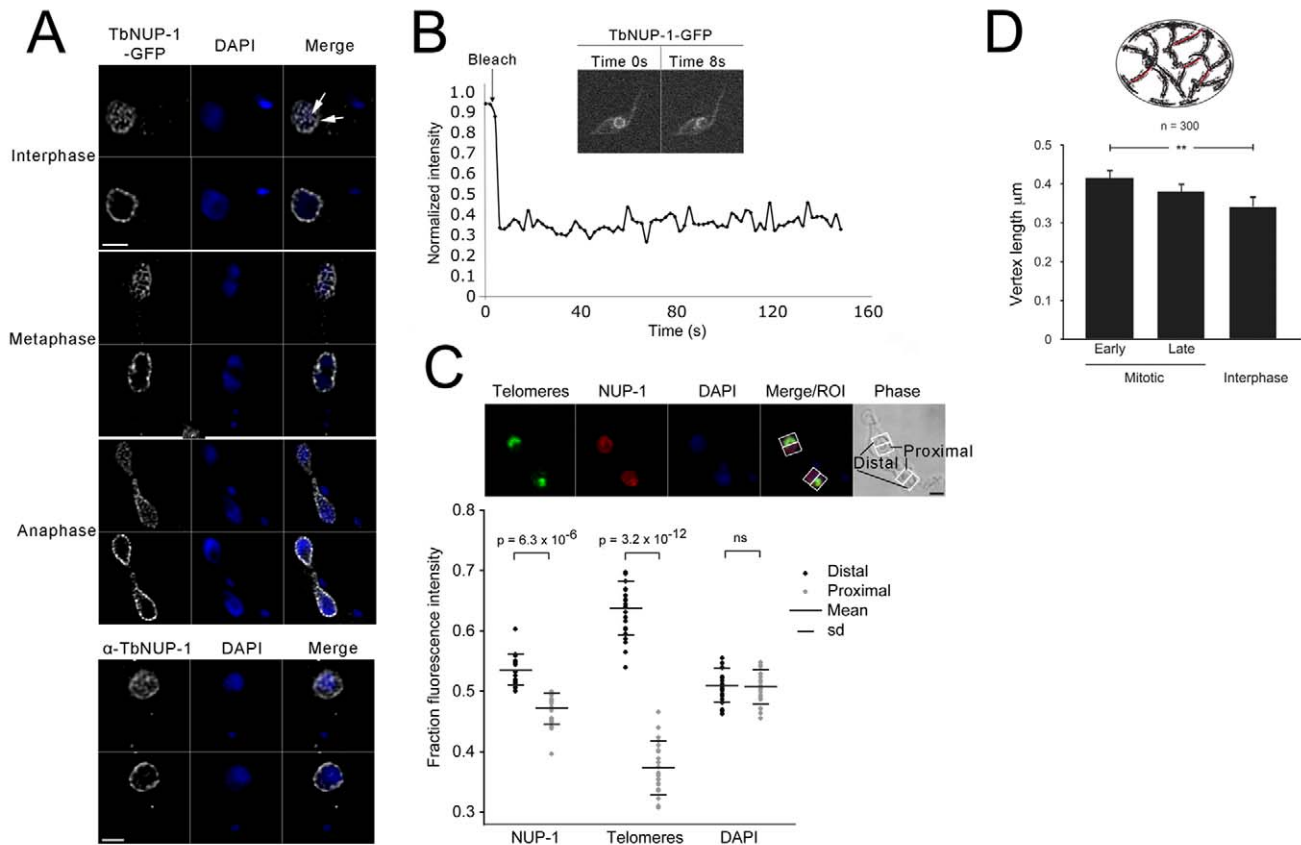 A
TbNUP-1
-GFP
DAPI
Merge
Interphase
Metaphase
Anaphase
α-TbNUP-1
DAPI
Merge
B
TbNUP-1-GFP
Time 0s
Time 8s
Bleach
Normalized intensity
1.0
0.9
0.8
0.7
0.6
0.5
0.4
0.3
0.2
0.1
0
0
40
80
120
160
Time (s)
C
Telomeres
NUP-1
DAPI
Merge/ROI
Phase
Proximal
Distal
Fraction fluorescence intensity
0.8
0.7
0.6
0.5
0.4
0.3
p = 6.3 x 10-6
p = 3.2 x 10-12
ns
Distal
Proximal
Mean
sd
NUP-1
Telomeres
DAPI
D
n = 300
**
Vertex length μm
0.5
0.4
0.3
0.2
0.1
0
Early
Late
Mitotic
Interphase